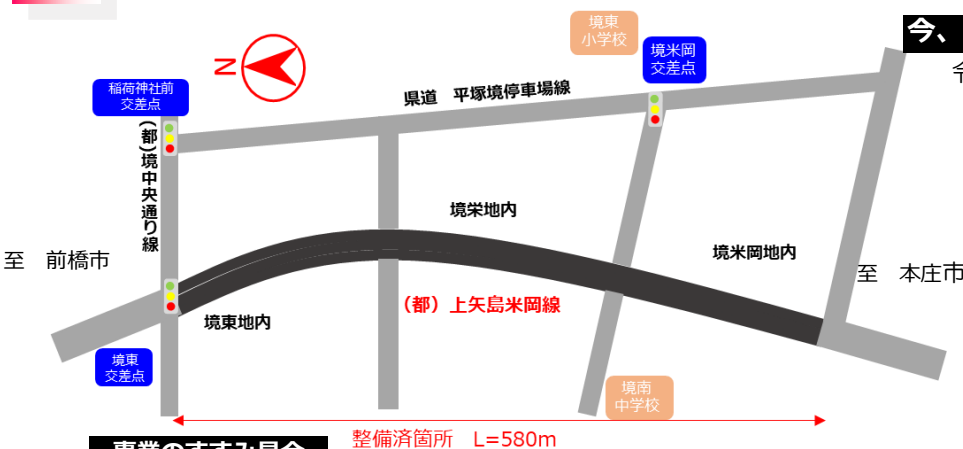 今、
境東
小学校
境米岡
交差点
N
稲荷神社前
交差点
県道 平塚境停車場線
(都)境中央通り線
境栄地内
境米岡地内
至 前橋市
至 本庄市
(都)上矢島米岡線
境東地内
境東
交差点
境南
中学校
整備済箇所 L=580m